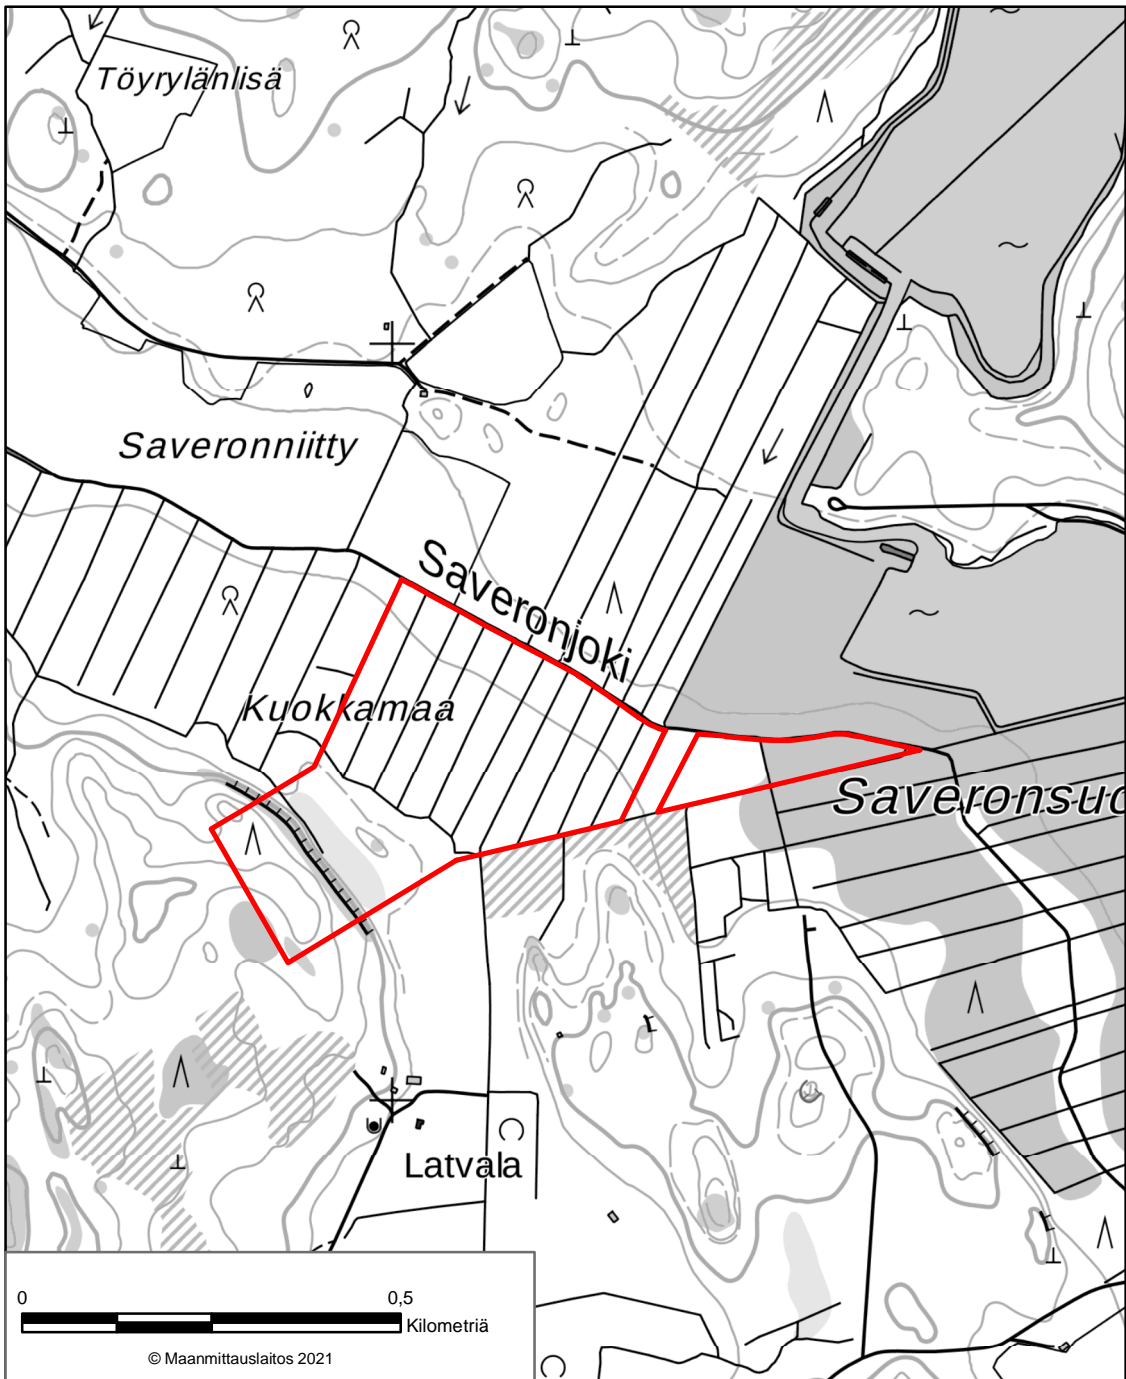 Töyrylänlisä
Saveronniitty
Saveronjoki
Kuokkamaa
Saveronsuo
Latvala
0
0,5
Kilometriä
© Maanmittauslaitos 2021